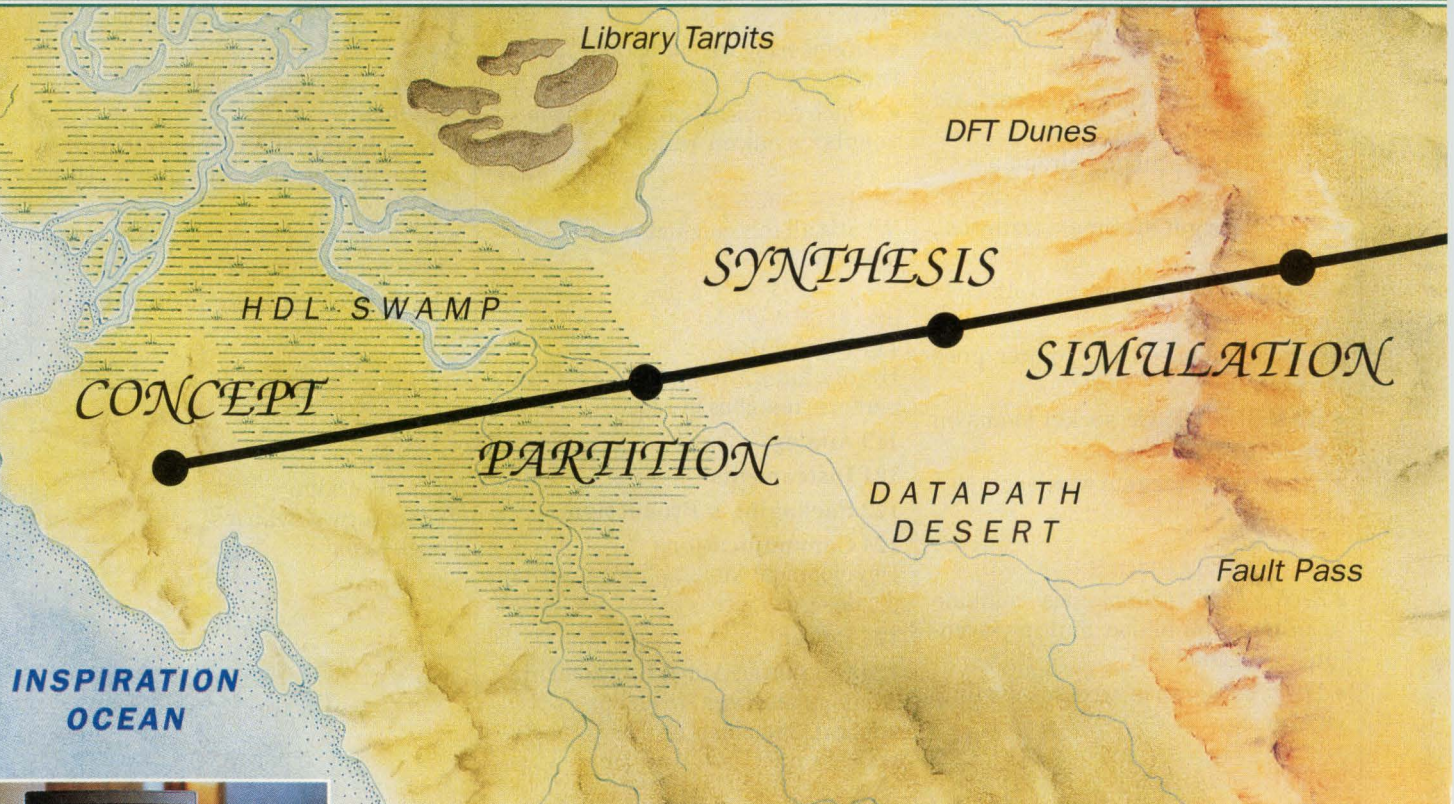 Library Tarpits
DFT Dunes
SYNTHESIS
HDL SWAMP
SIMULATION
CONCEPT
PARTITION
DATAPATH
DESERT
Fault Pass
INSPIRATION
OCEAN